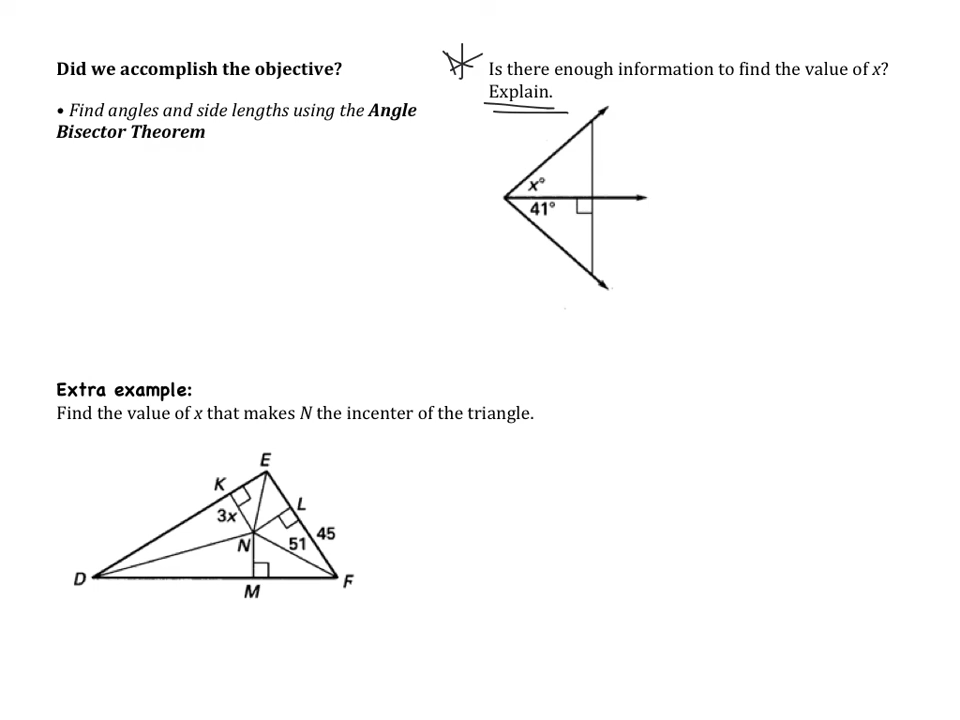 Did we accomplish the objective?
• Find angles and side lengths using the Angle
Bisector Theorem
Is there enough information to find the value of x?
Explain.
x°
41°
Extra example:
Find the value of x that makes N the incenter of the triangle.
E
K
L
3x
45
N
51
D
F
M